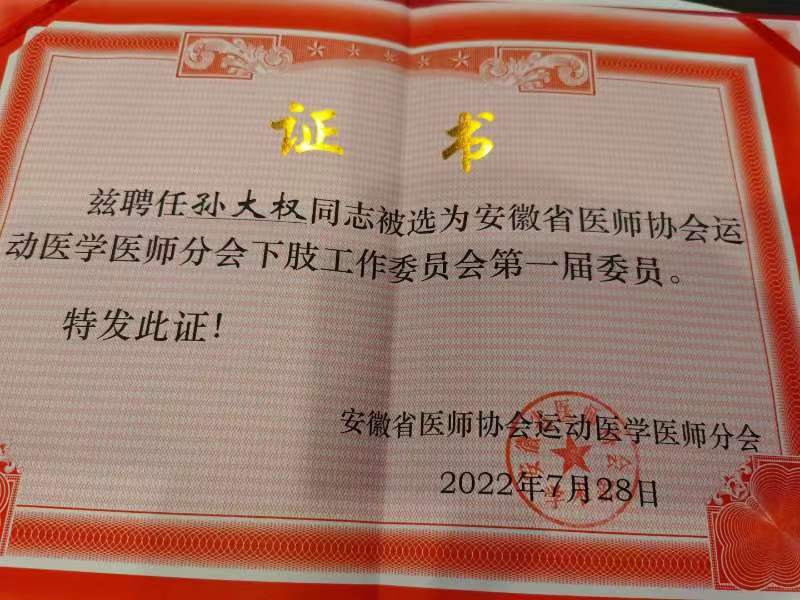 证 书
兹聘任孙大权同志被选为安徽省医师协会运
动医学医师分会下肢工作委员会第一届委员。
特发此证！
安徽省医师协会运动医学医师分会
2022年7月28日